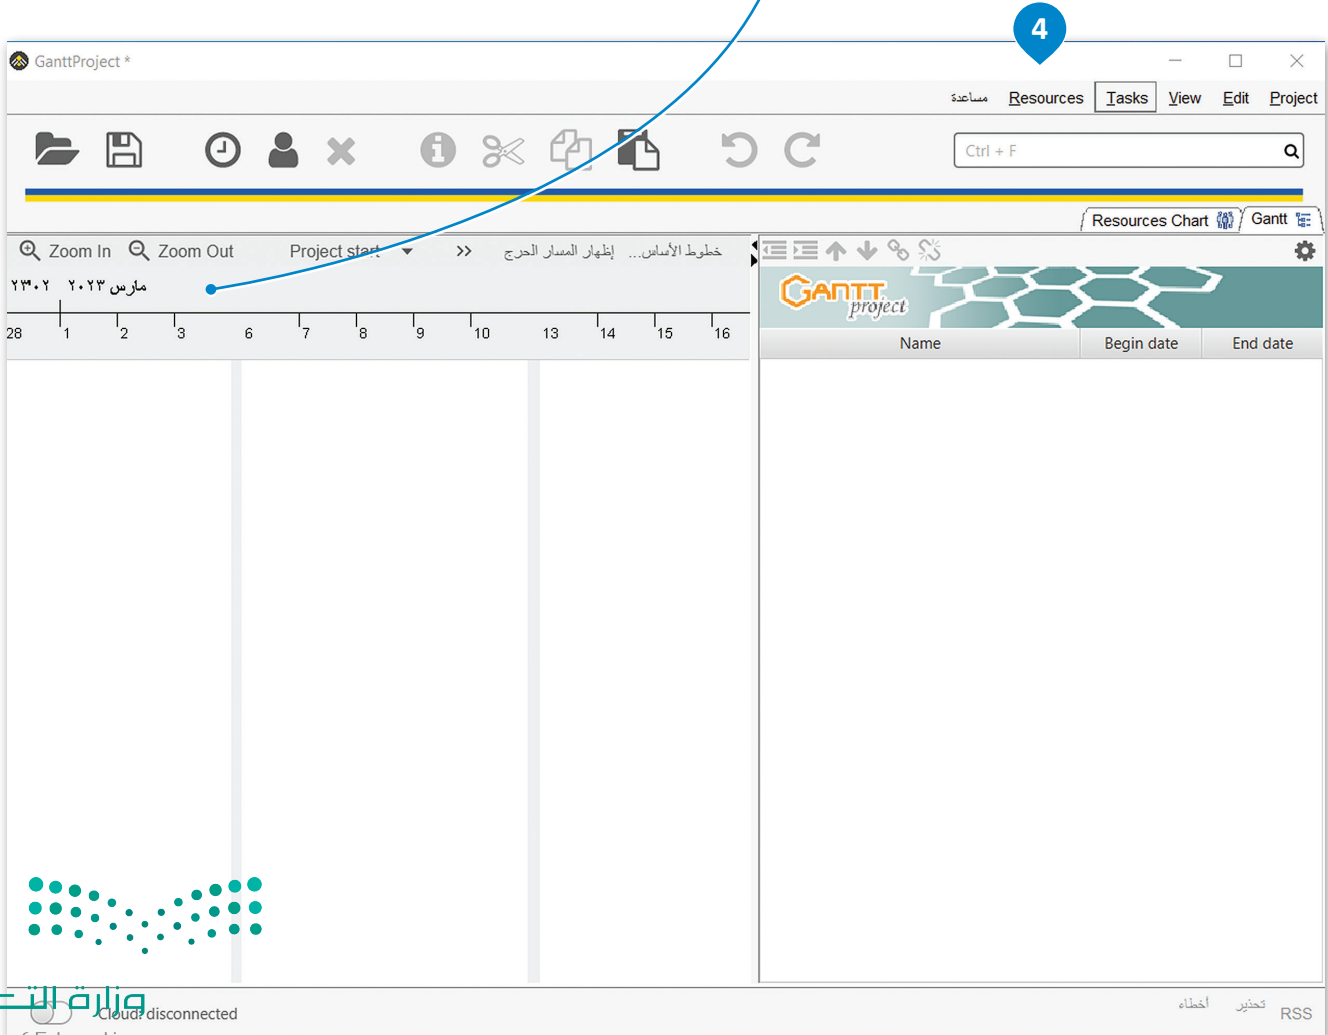 4
GanttProject *
مساعدة Resources Tasks View Edit Project
Ctrl + F
Resources Chart Gantt
Zoom In Zoom Out Project start >> إظهار المسار الحرج خطوط الأساس...
مارس ٢٠٢٣
GANTT project
28 1 2 3 6 7 8 9 10 13 14 15 16
Name Begin date End date
وزارة التـ
Cloud: disconnected
أخطاء تحذير RSS